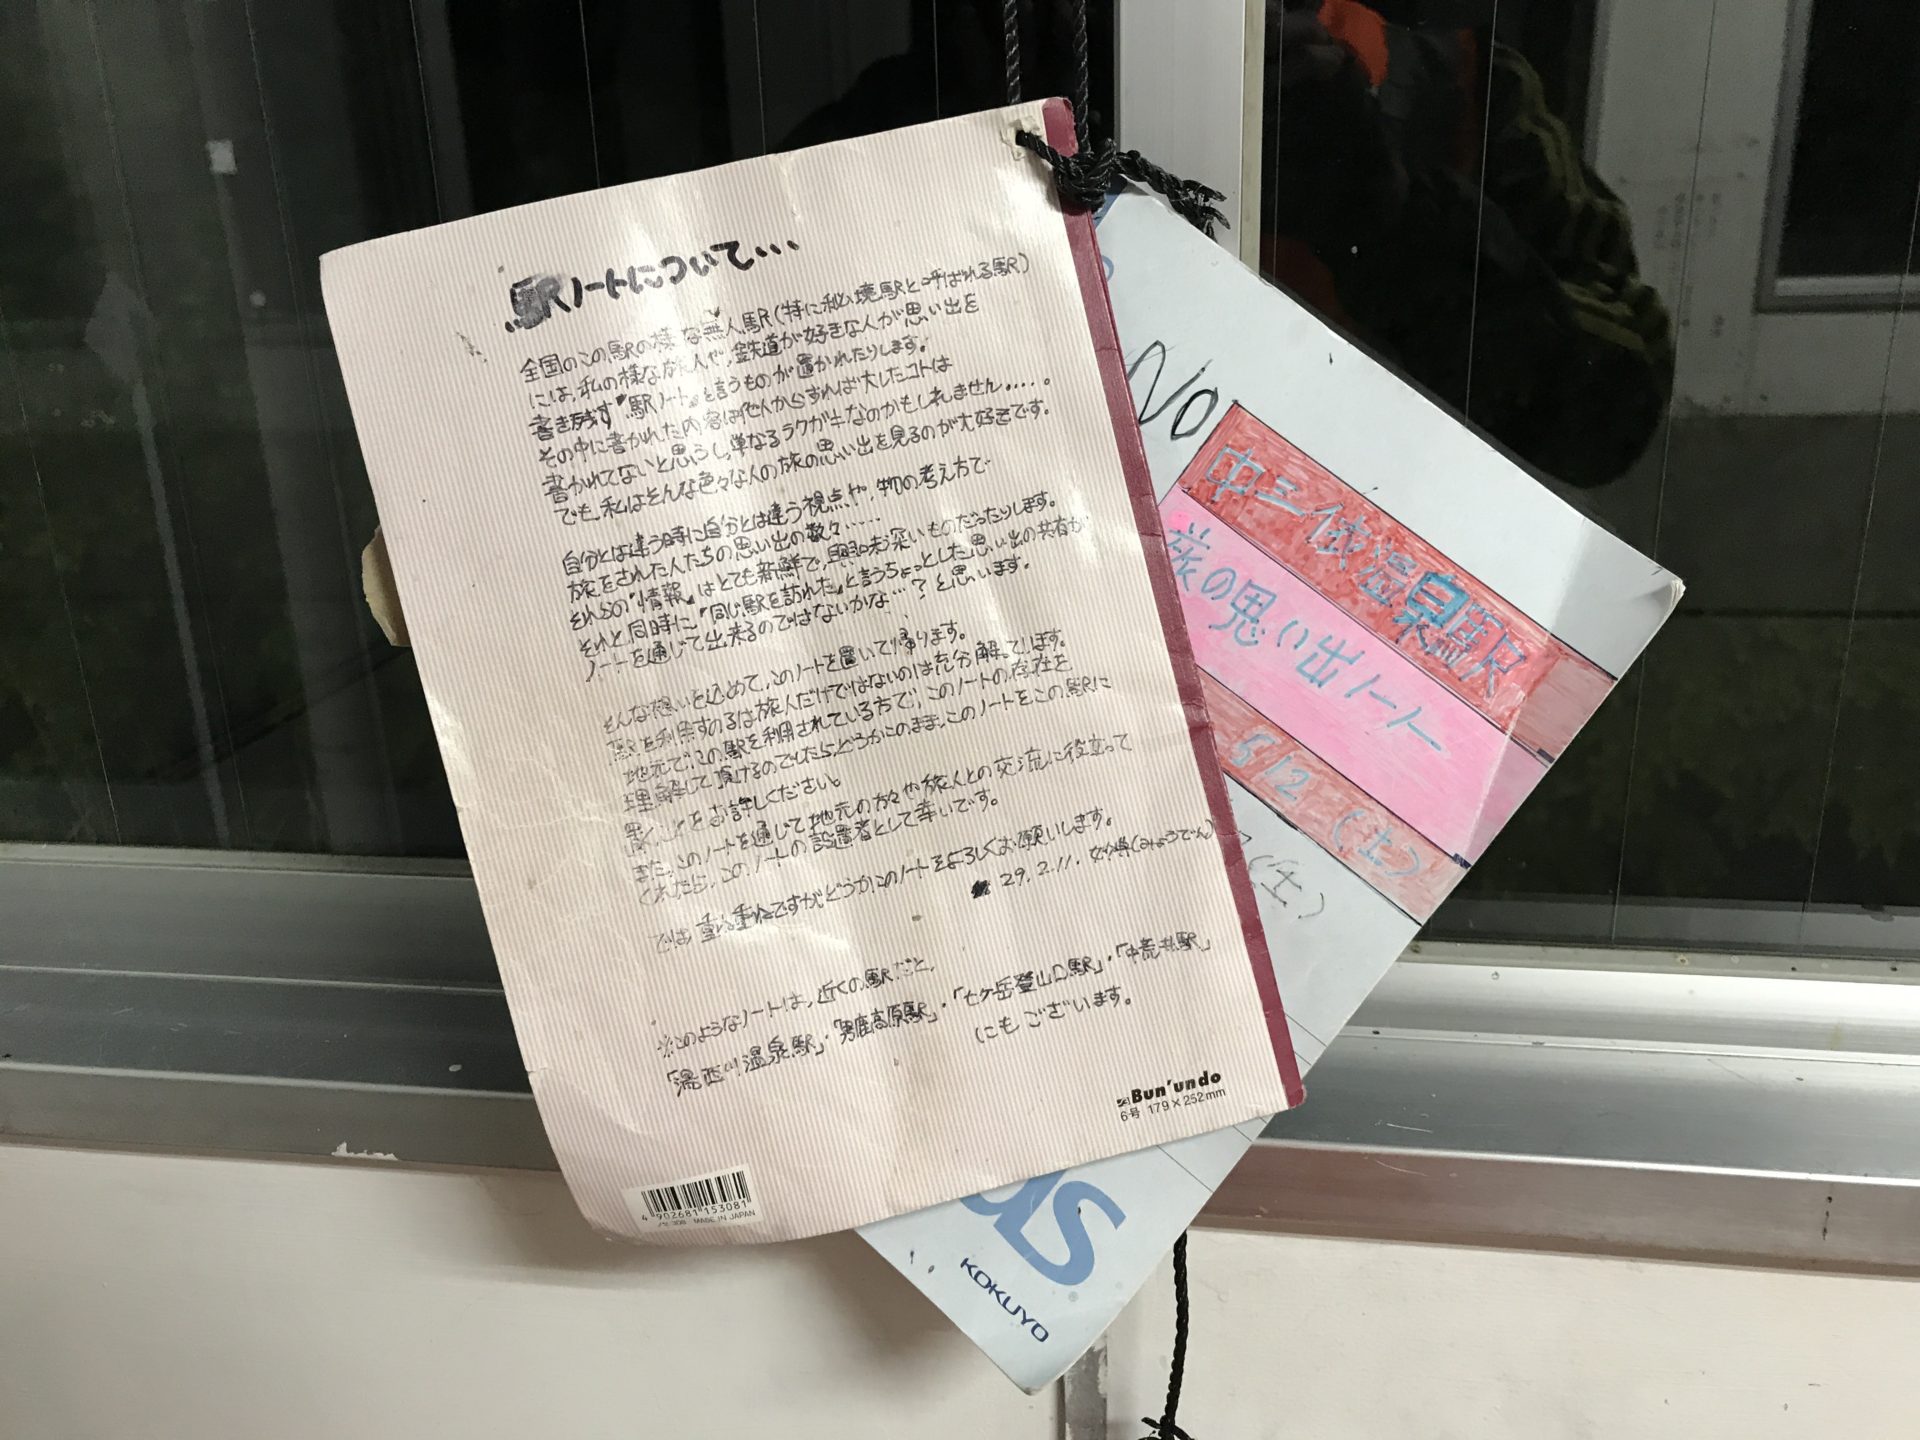 駅ノートについて・・・
全国のこの駅の様な無人駅(特に秘境駅と呼ばれる駅)
には、私の様な旅人や、鉄道が好きな人が思い出を
書き残す『駅ノート』と言うものが置かれたりします。
その中に書かれた内容は他人からすれば大したコトは
書かれてないと思うし、単なるラクガキなのかもしれません・・・・。
でも、私はそんな色々な人の旅の思い出を見るのが大好きです。
自分とは違う時に自分とは違う視点や、物の考え方で
旅をされた人たちの思い出の数々・・・・・
それらの『情報』はとても新鮮で、興味深いものだったりします。
それと同時に、『同じ駅を訪れた』と言うちょっとした思い出の共有が
ノートを通じて出来るのではないかな・・・?と思います。
そんな想いを込めて、このノートを置いて帰ります。
駅を利用するのは旅人だけではないのは充分解っています。
地元で、この駅を利用されている方で、このノートの存在を
理解して頂けるのでしたら、どうかこのまま、このノートをこの駅に
置くことをお許しください。
また、このノートを通じて地元の方々や旅人との交流に役立って
くれたら、このノートの設置者として幸いです。
では重ね重ねですが、どうかこのノートをよろしくお願いします。
29.2.11. (みょうでん)
※このようなノートは、近くの駅だと、
「湯西川温泉駅」・「男鹿高原駅」・「七ヶ岳登山口駅」・「中荒井駅」
にもございます。
Bun'undo
6号 179×252mm
4 902681 153081
MADE IN JAPAN
No
中三依温泉駅
旅の思い出ノート
5/12(土)
(土)
KOKUYO